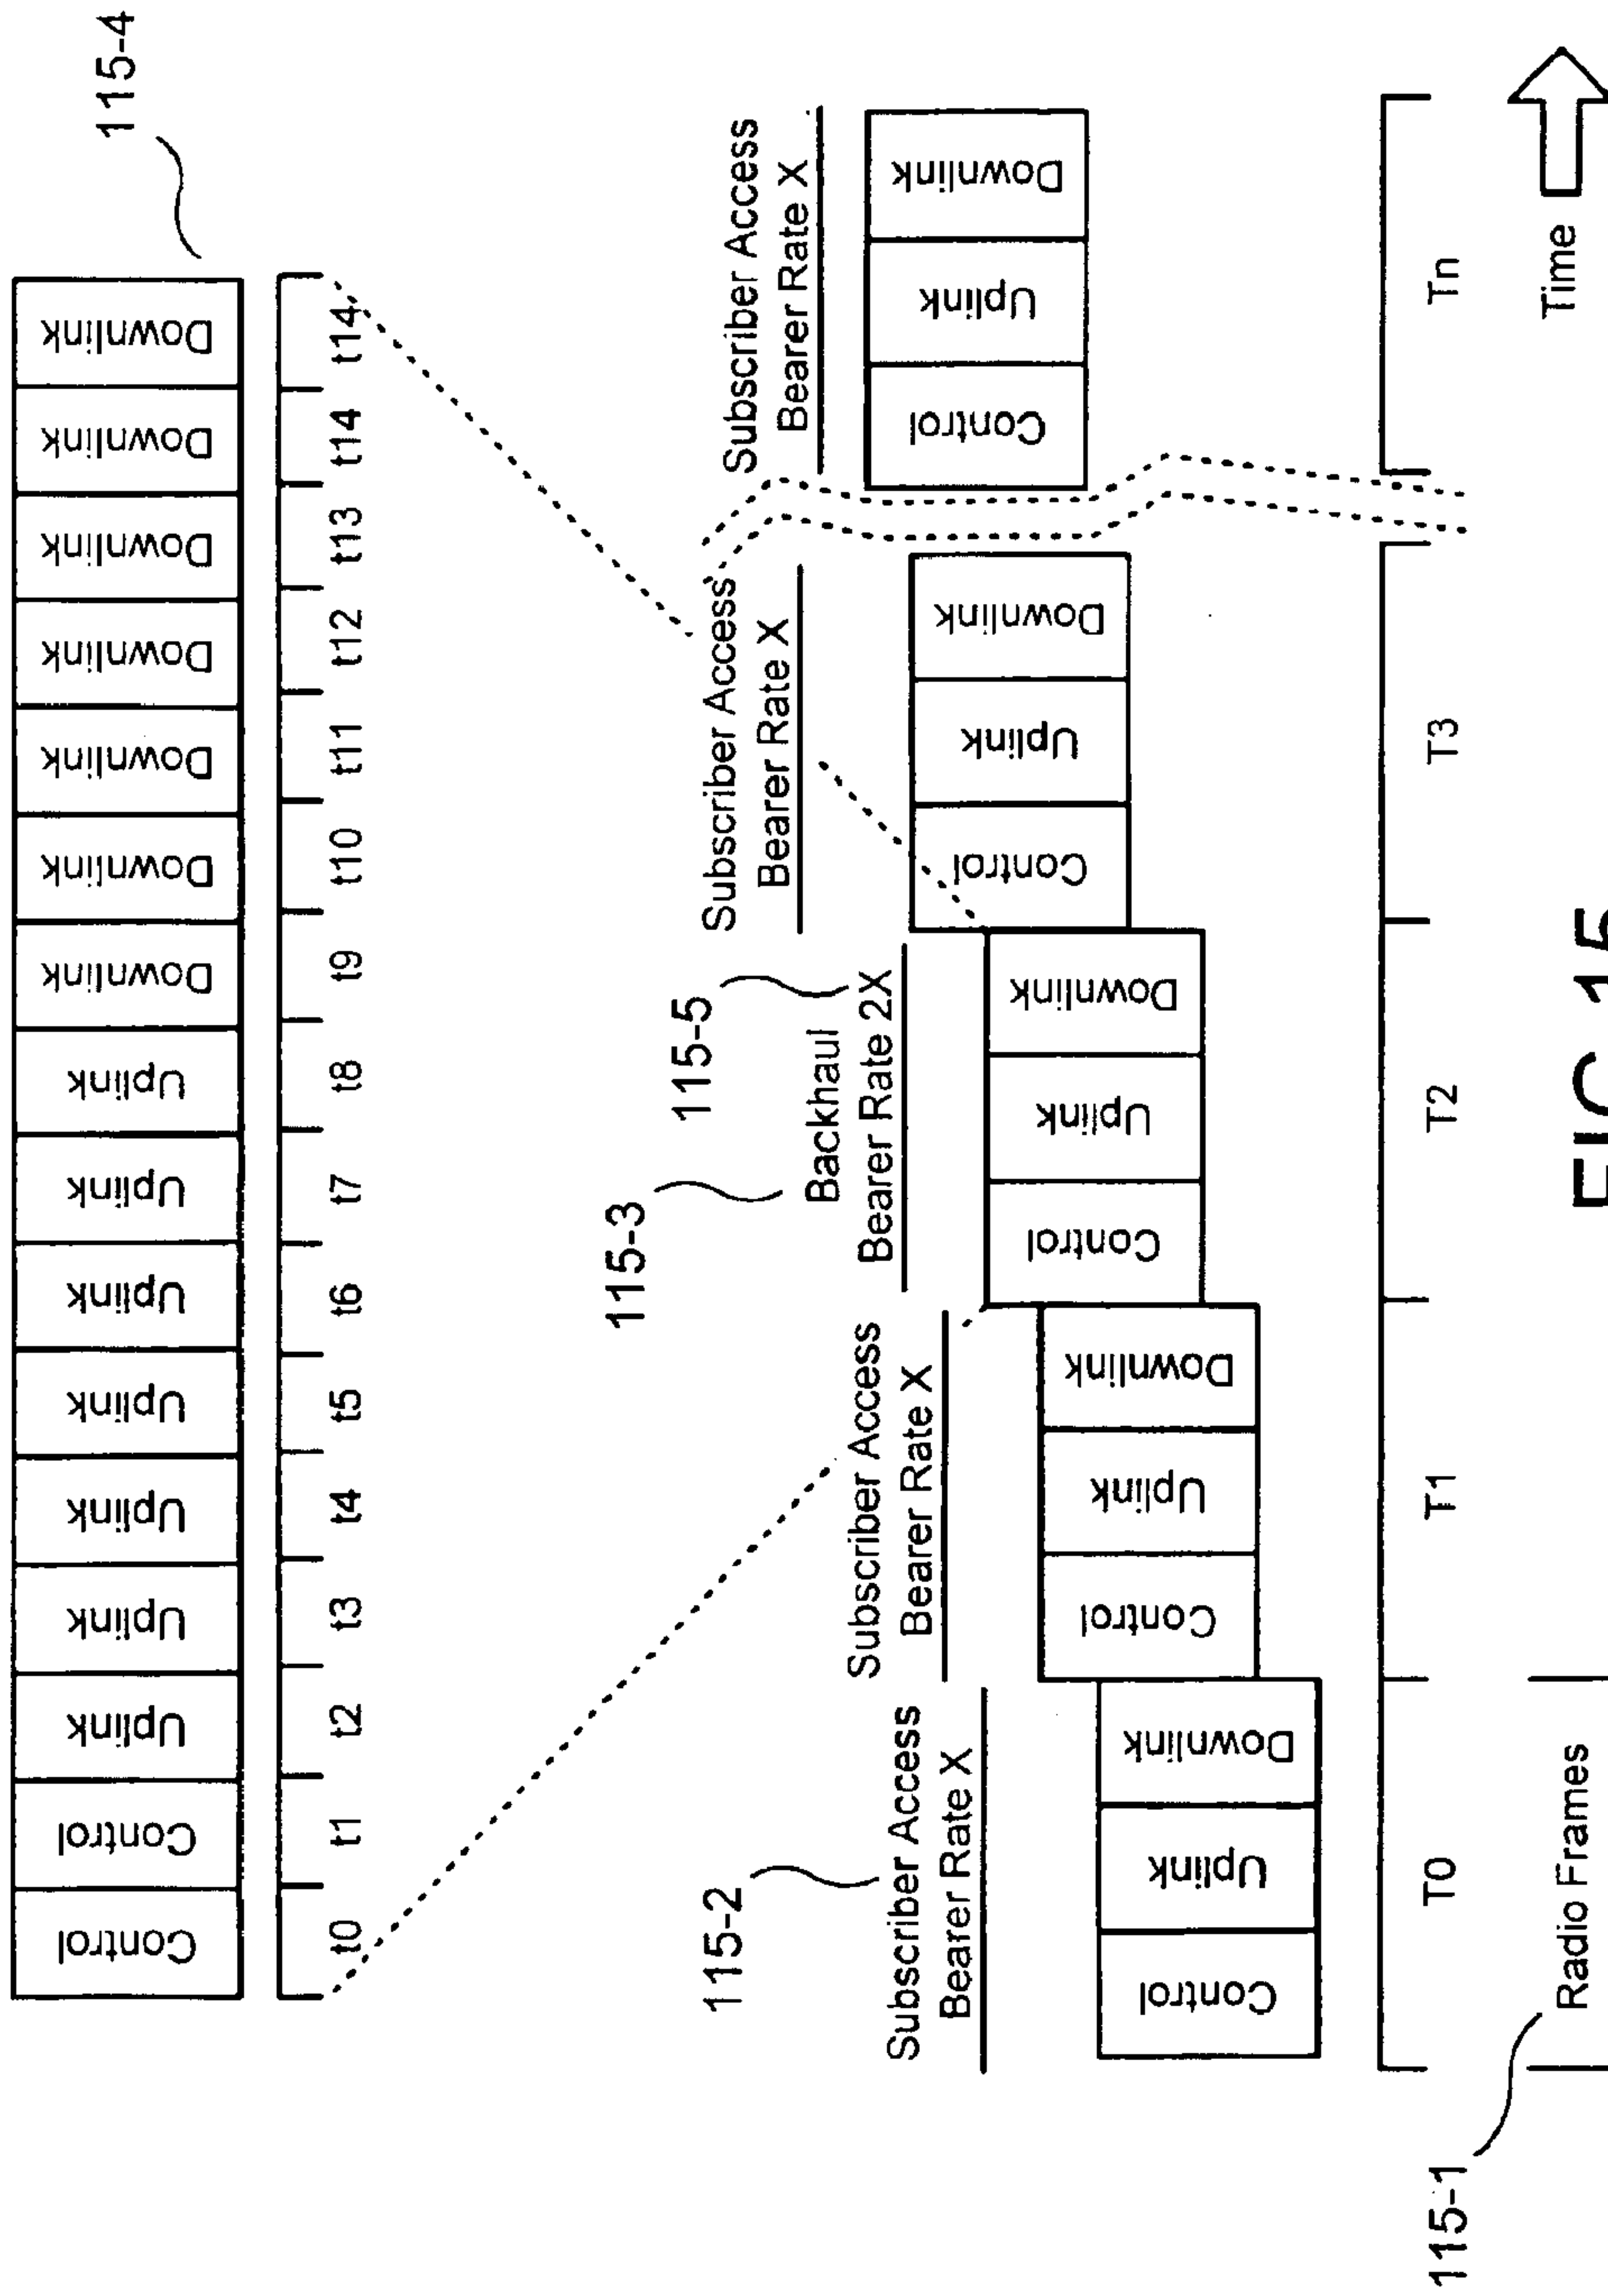 115-4
Control Control Uplink Uplink Uplink Uplink Uplink Uplink Uplink Downlink Downlink Downlink Downlink Downlink Downlink Downlink
t0 t1 t2 t3 t4 t5 t6 t7 t8 t9 t10 t11 t12 t13 t14 t14
115-3
115-5
115-2
Subscriber Access
Bearer Rate X
Subscriber Access
Bearer Rate X
Backhaul
Bearer Rate 2X
Subscriber Access
Bearer Rate X
Subscriber Access
Bearer Rate X
Control Uplink Downlink
Control Uplink Downlink
Control Uplink Downlink
Control Uplink Downlink
Control Uplink Downlink
T0 T1 T2 T3 Tn
115-1
Radio Frames
Time
FIG 15